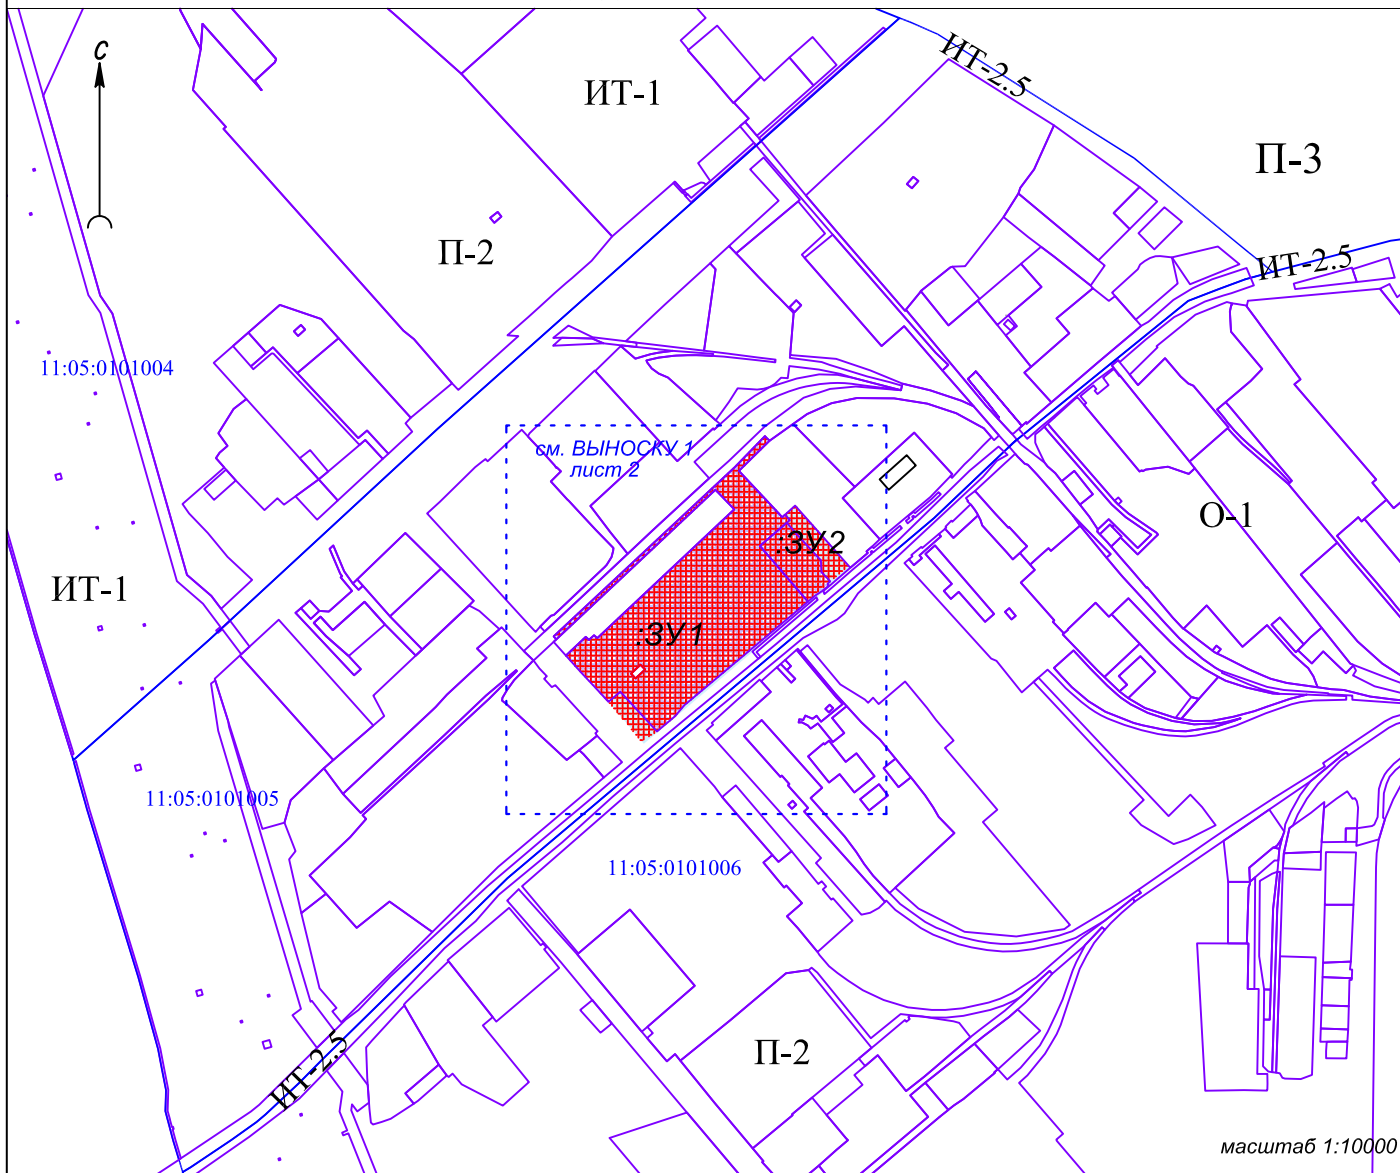 С
ИТ-2.5
ИТ-1
П-3
П-2
ИТ-2.5
11:05:0101004
см. ВЫНОСКУ 1
лист 2
О-1
:ЗУ2
ИТ-1
:ЗУ1
11:05:0101005
11:05:0101006
П-2
ИТ-2.5
масштаб 1:10000